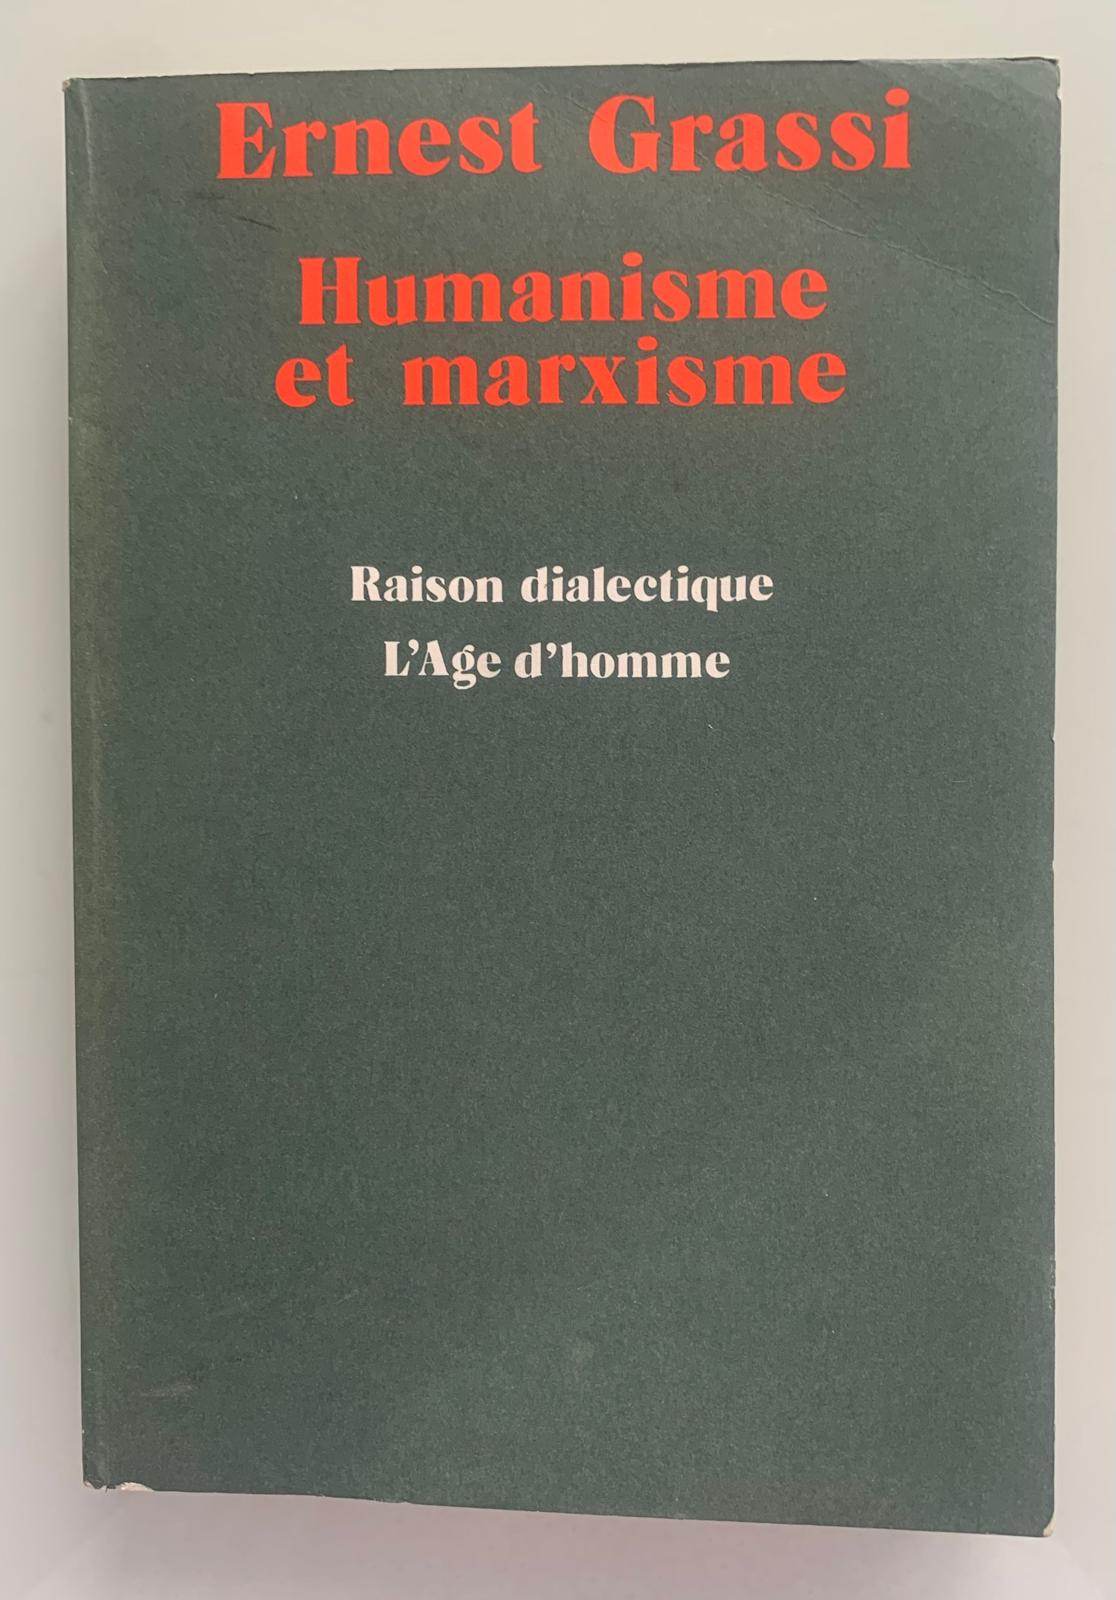 Ernest Grassi
Humanisme
et marxisme
Raison dialectique
L'Age d'homme